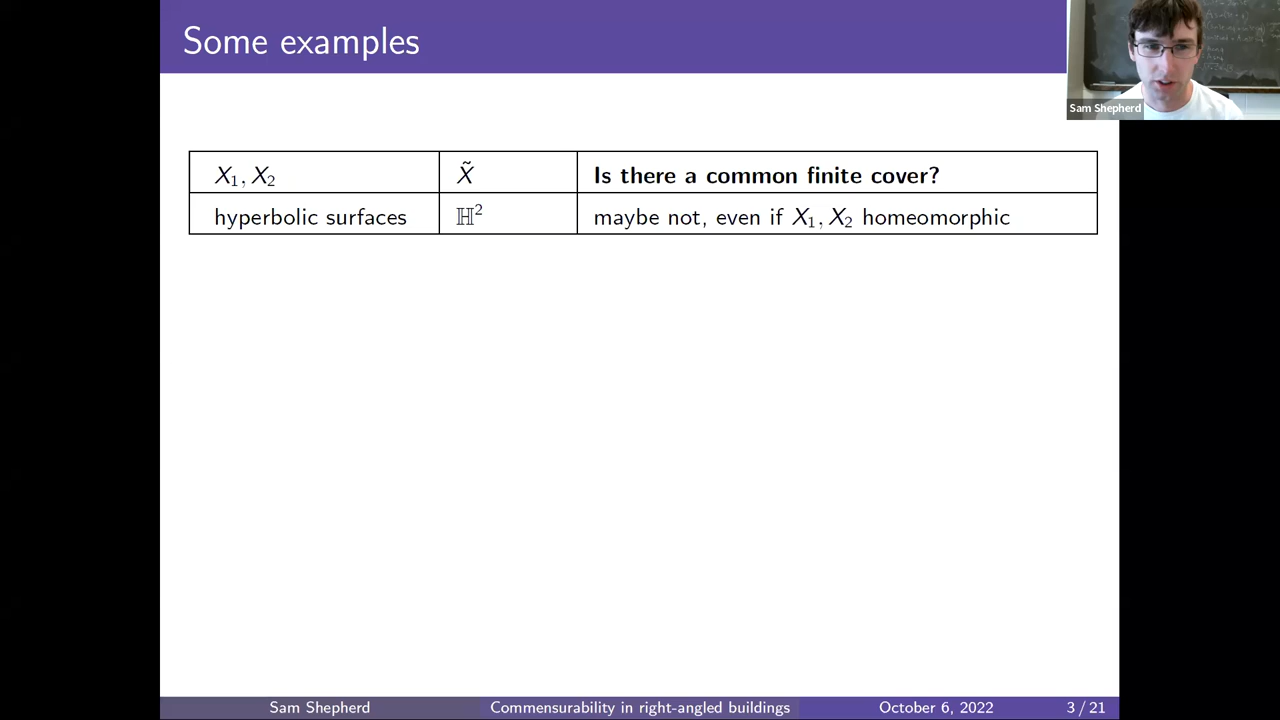 Some examples
Sam Shepherd
X₁, X₂ X̃ Is there a common finite cover?
hyperbolic surfaces ℍ² maybe not, even if X₁, X₂ homeomorphic
Sam Shepherd Commensurability in right-angled buildings October 6, 2022 3 / 21